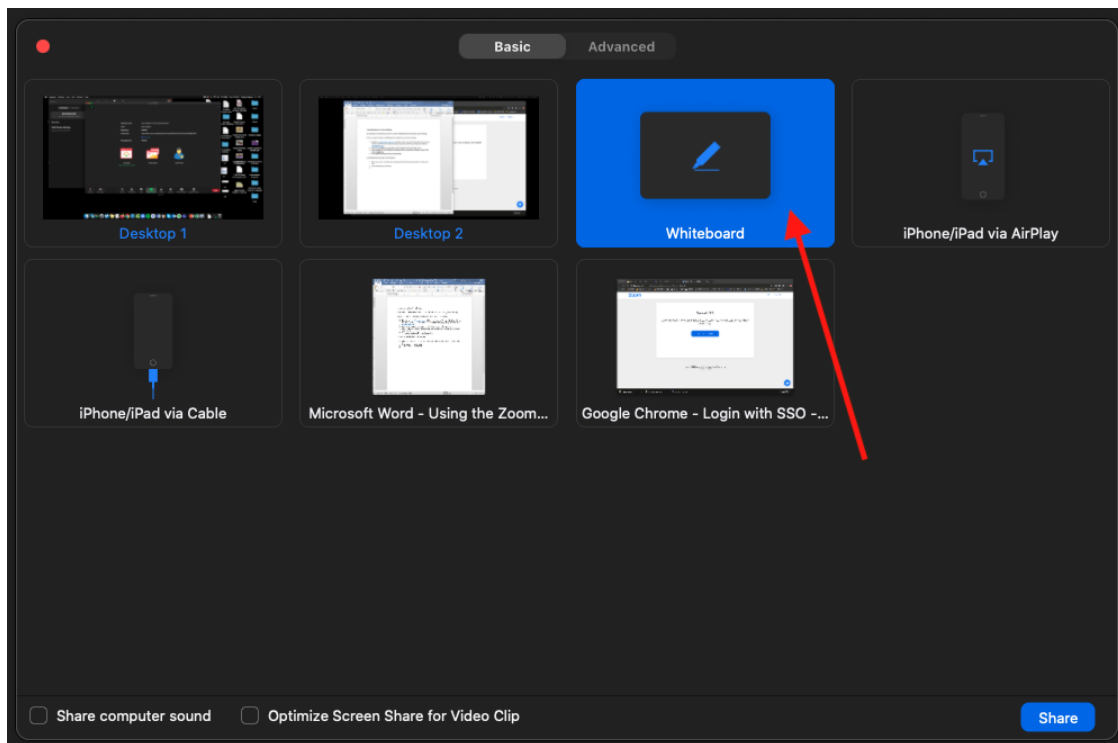 Basic Advanced
Desktop 1 Desktop 2 Whiteboard iPhone/iPad via AirPlay
iPhone/iPad via Cable Microsoft Word - Using the Zoom... Google Chrome - Login with SSO -...
Share computer sound Optimize Screen Share for Video Clip Share